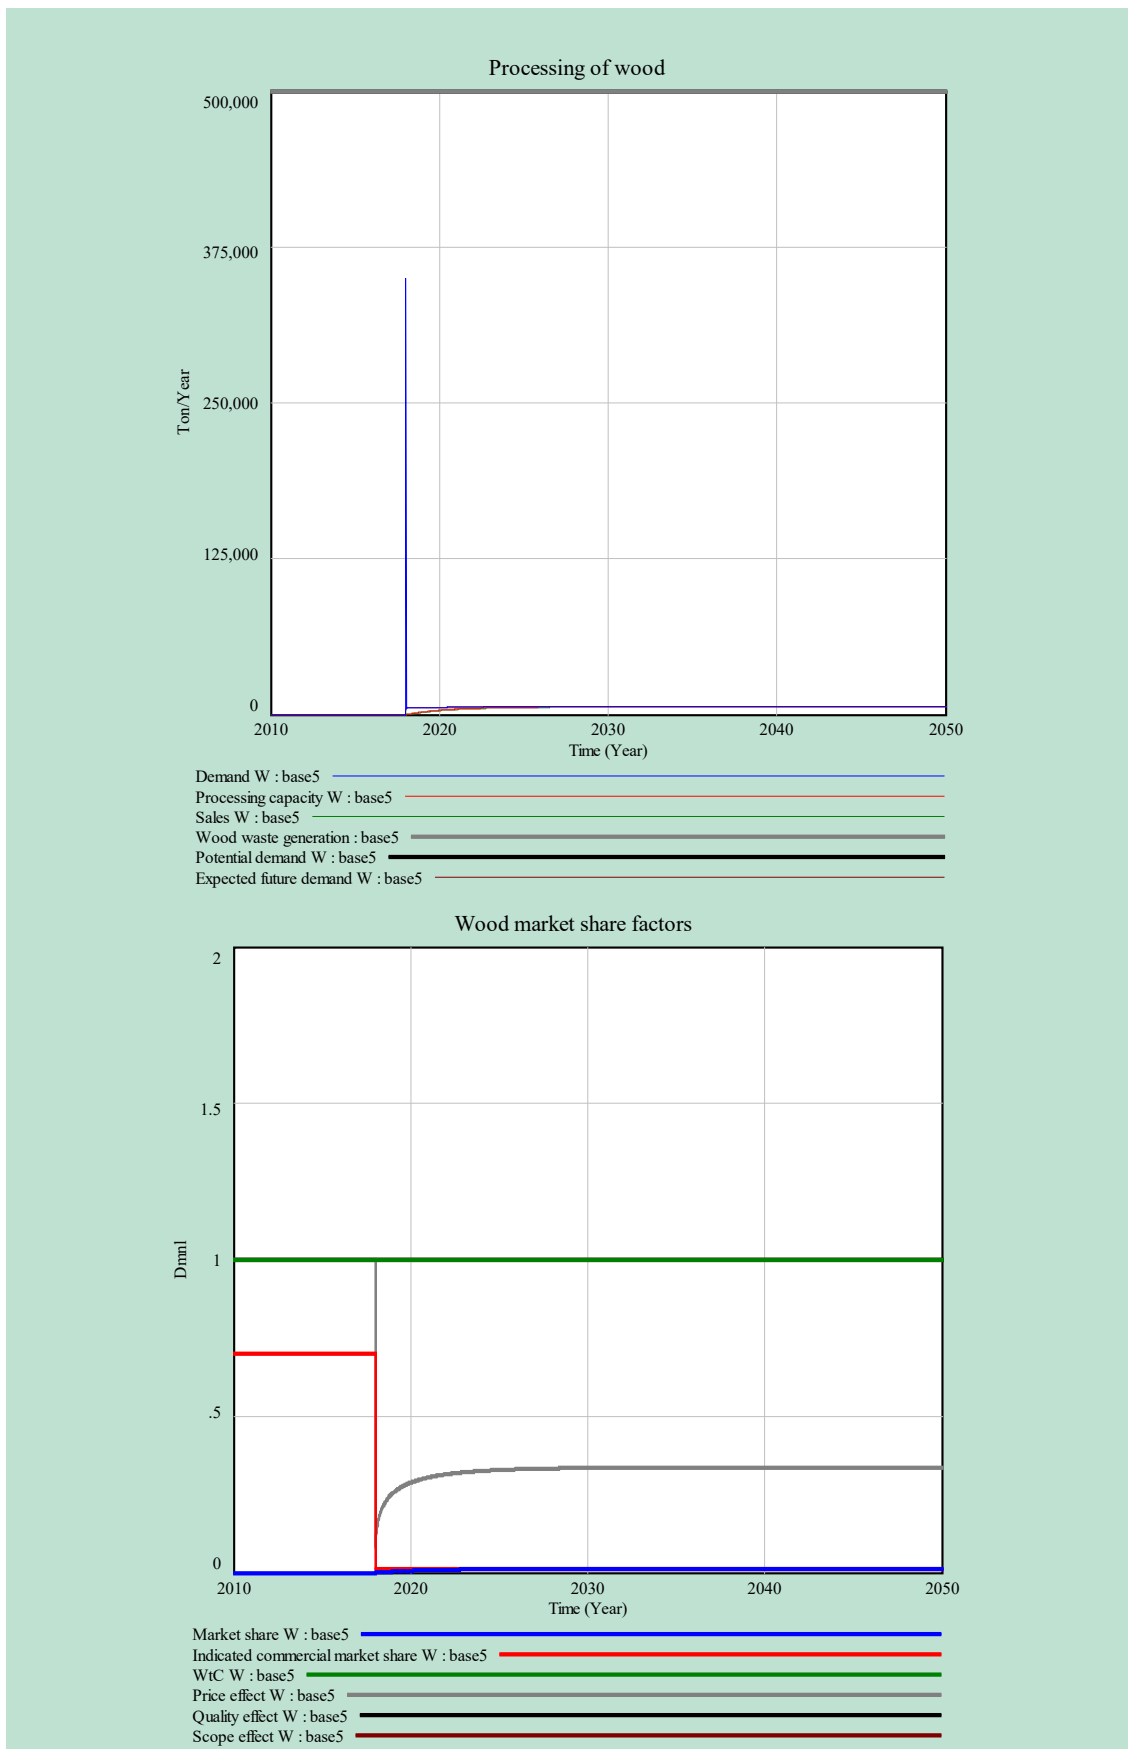 Processing of wood
500,000
375,000
250,000
125,000
0
Ton/Year
2010 2020 2030 2040 2050
Time (Year)
Demand W : base5
Processing capacity W : base5
Sales W : base5
Wood waste generation : base5
Potential demand W : base5
Expected future demand W : base5
Wood market share factors
2
1.5
1
.5
0
Dmnl
2010 2020 2030 2040 2050
Time (Year)
Market share W : base5
Indicated commercial market share W : base5
WtC W : base5
Price effect W : base5
Quality effect W : base5
Scope effect W : base5